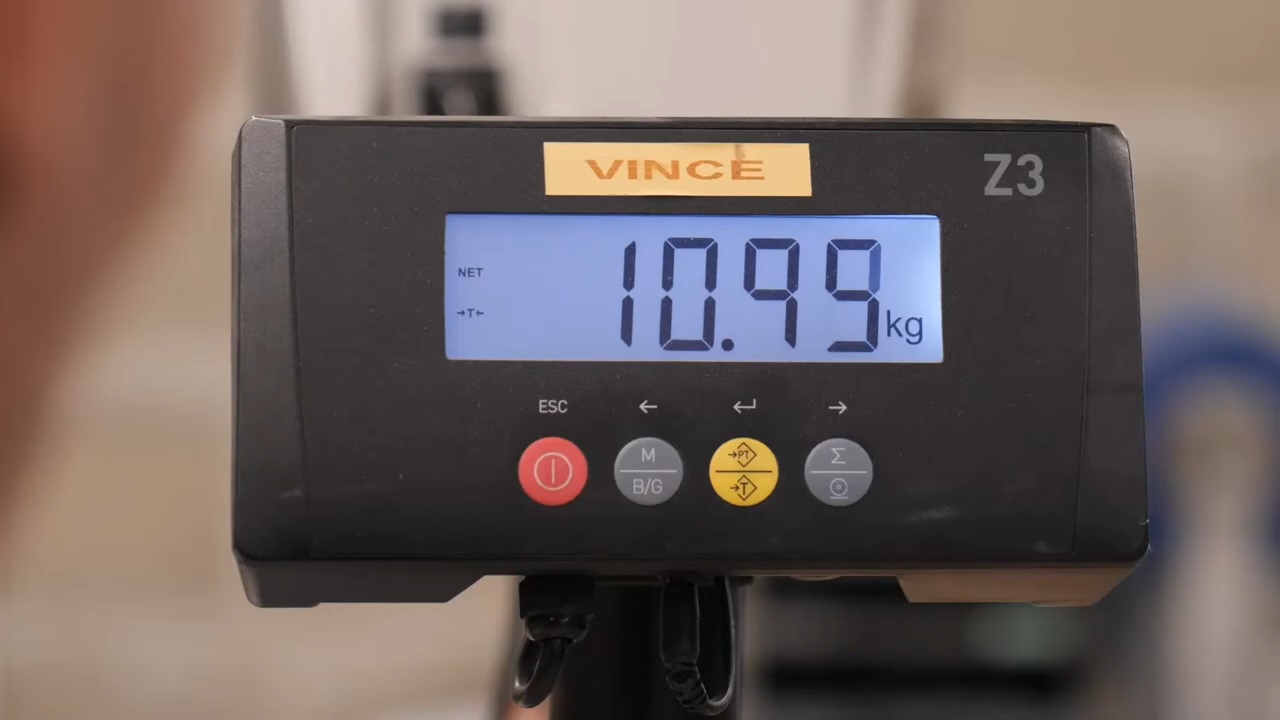 VINCE
Z3
NET
→T←
10.99 kg
ESC ← ↵ →
M
B/G
→PT
→T
Σ